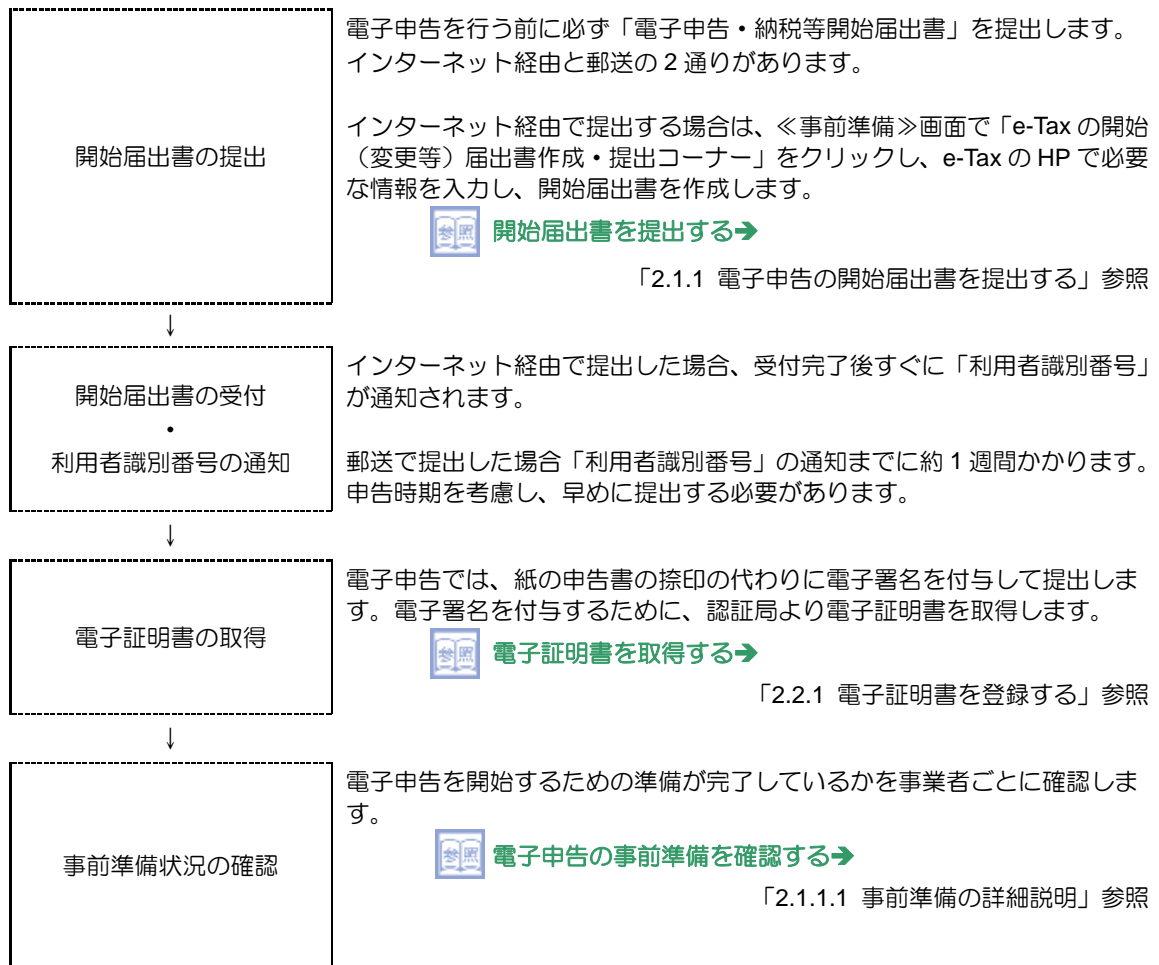 開始届出書の提出
電子申告を行う前に必ず「電子申告・納税等開始届出書」を提出します。
インターネット経由と郵送の 2 通りがあります。
インターネット経由で提出する場合は、≪事前準備≫画面で「e-Tax の開始
（変更等）届出書作成・提出コーナー」をクリックし、e-Tax の HP で必要
な情報を入力し、開始届出書を作成します。
参照 開始届出書を提出する➔
「2.1.1 電子申告の開始届出書を提出する」参照
↓
開始届出書の受付
・
利用者識別番号の通知
インターネット経由で提出した場合、受付完了後すぐに「利用者識別番号」
が通知されます。
郵送で提出した場合「利用者識別番号」の通知までに約 1 週間かかります。
申告時期を考慮し、早めに提出する必要があります。
↓
電子証明書の取得
電子申告では、紙の申告書の捺印の代わりに電子署名を付与して提出しま
す。電子署名を付与するために、認証局より電子証明書を取得します。
参照 電子証明書を取得する➔
「2.2.1 電子証明書を登録する」参照
↓
事前準備状況の確認
電子申告を開始するための準備が完了しているかを事業者ごとに確認しま
す。
参照 電子申告の事前準備を確認する➔
「2.1.1.1 事前準備の詳細説明」参照